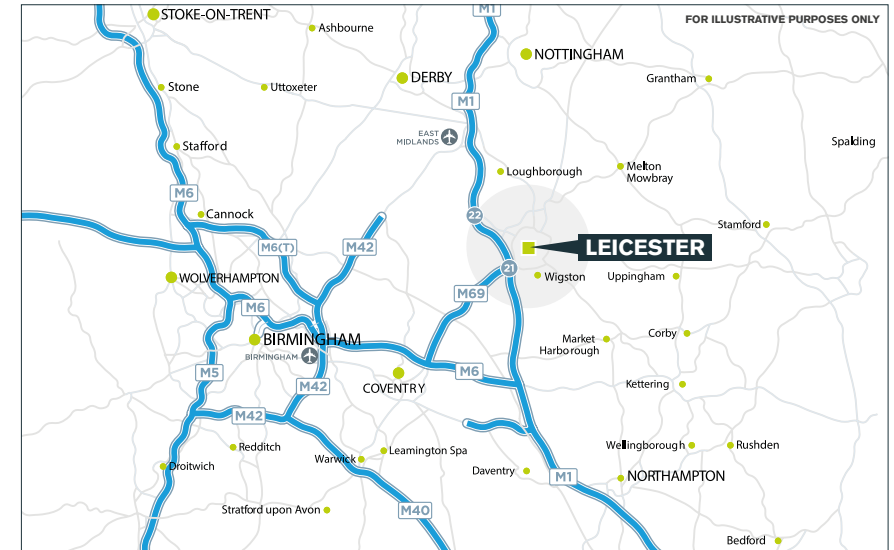 M1
FOR ILLUSTRATIVE PURPOSES ONLY
STOKE-ON-TRENT
Ashbourne
NOTTINGHAM
DERBY
Grantham
Stone
Uttoxeter
M1
EAST
MIDLANDS
Spalding
Stafford
Loughborough
Melton
Mowbray
M6
Cannock
22
Stamford
M6(T)
M42
LEICESTER
21
WOLVERHAMPTON
Wigston
Uppingham
M69
M6
BIRMINGHAM
BIRMINGHAM
Market
Harborough
Corby
M5
M6
M42
COVENTRY
Kettering
M42
Redditch
Leamington Spa
Warwick
Wellingborough
Rushden
Droitwich
Daventry
M1
NORTHAMPTON
Stratford upon Avon
M40
Bedford